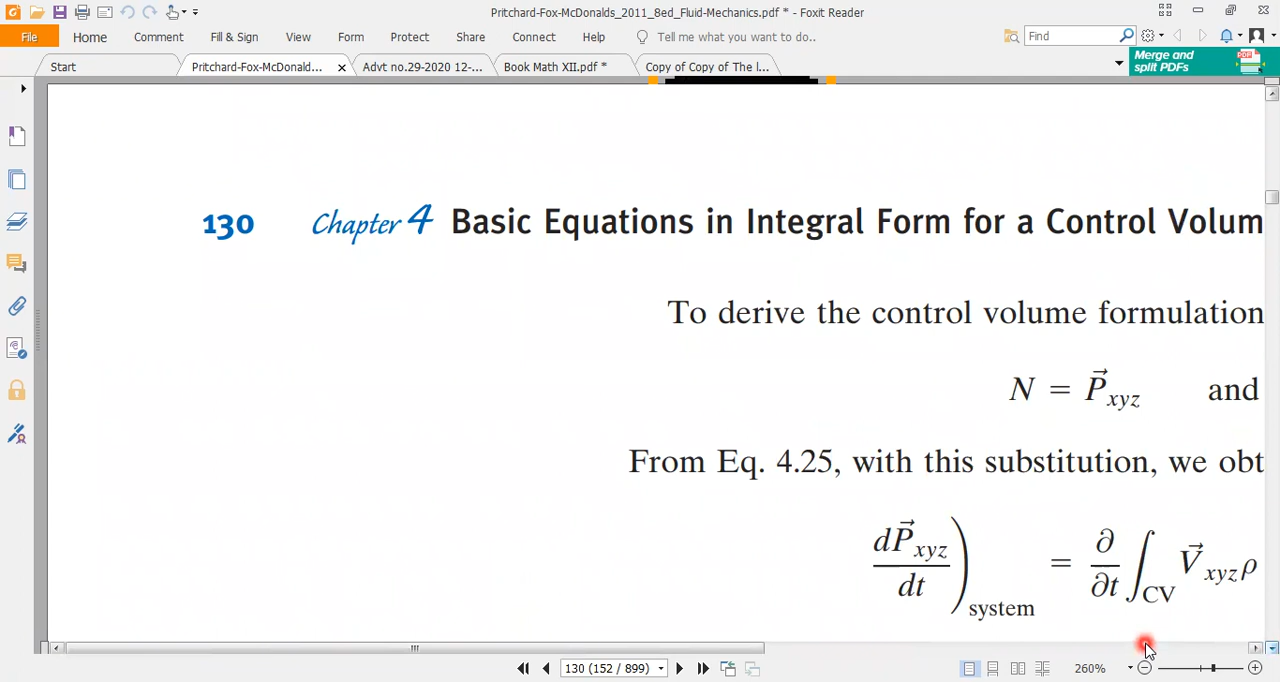 Pritchard-Fox-McDonalds_2011_8ed_Fluid-Mechanics.pdf * - Foxit Reader
File Home Comment Fill & Sign View Form Protect Share Connect Help Tell me what you want to do.. Find
Start Pritchard-Fox-McDonald... Advt no.29-2020 12-... Book Math XII.pdf * Copy of Copy of The l...
Merge and
split PDFs
130 Chapter 4 Basic Equations in Integral Form for a Control Volum
To derive the control volume formulation
N = P⃗xyz and
From Eq. 4.25, with this substitution, we obt
dP⃗xyz/dt)system = ∂/∂t ∫CV V⃗xyz ρ
130 (152 / 899) 260%